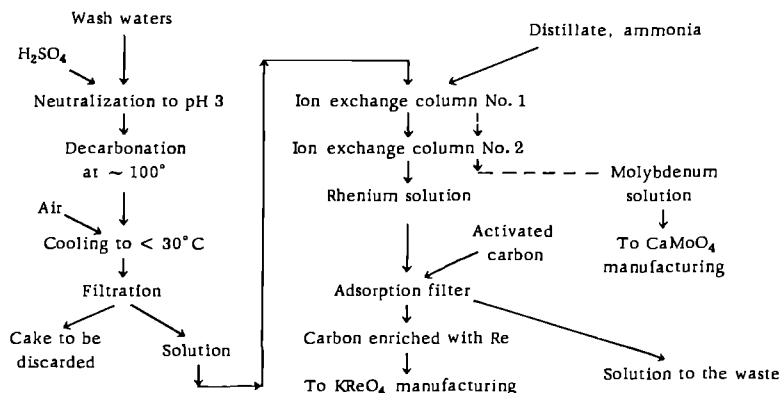 Wash waters
H₂SO₄
Neutralization to pH 3
Decarbonation
at ~ 100°
Air
Cooling to < 30°C
Filtration
Cake to be
discarded
Solution
Distillate, ammonia
Ion exchange column No. 1
Ion exchange column No. 2
Rhenium solution
Molybdenum
solution
To CaMoO₄
manufacturing
Activated
carbon
Adsorption filter
Carbon enriched with Re
To KReO₄ manufacturing
Solution to the waste